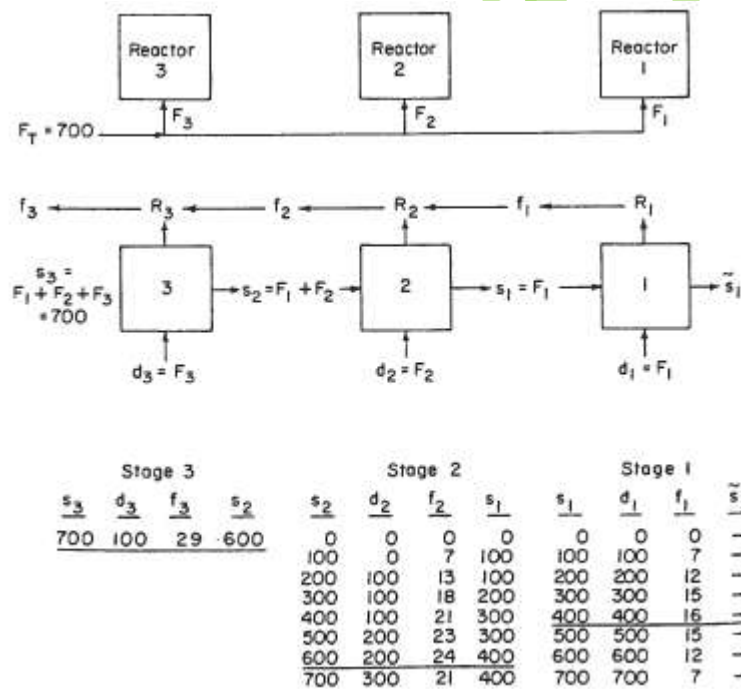 Reactor 3
Reactor 2
Reactor 1
F_T = 700
F_3
F_2
F_1
f_3
R_3
f_2
R_2
f_1
R_1
s_3 =
F_1 + F_2 + F_3
= 700
3
s_2 = F_1 + F_2
2
s_1 = F_1
1
s̃_1
d_3 = F_3
d_2 = F_2
d_1 = F_1
Stage 3
s_3 d_3 f_3 s_2
700 100 29 600
Stage 2
s_2 d_2 f_2 s_1
0 0 0 0
100 0 7 100
200 100 13 100
300 100 18 200
400 100 21 300
500 200 23 300
600 200 24 400
700 300 21 400
Stage 1
s_1 d_1 f_1 s̃
0 0 0 –
100 100 7 –
200 200 12 –
300 300 15 –
400 400 16 –
500 500 15 –
600 600 12 –
700 700 7 –